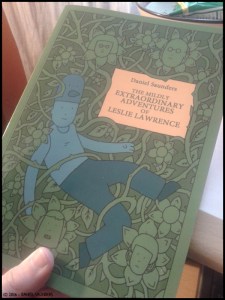 Daniel Saunders
THE MILDLY
EXTRAORDINARY
ADVENTURES
OF
LESLIE LAWRENCE